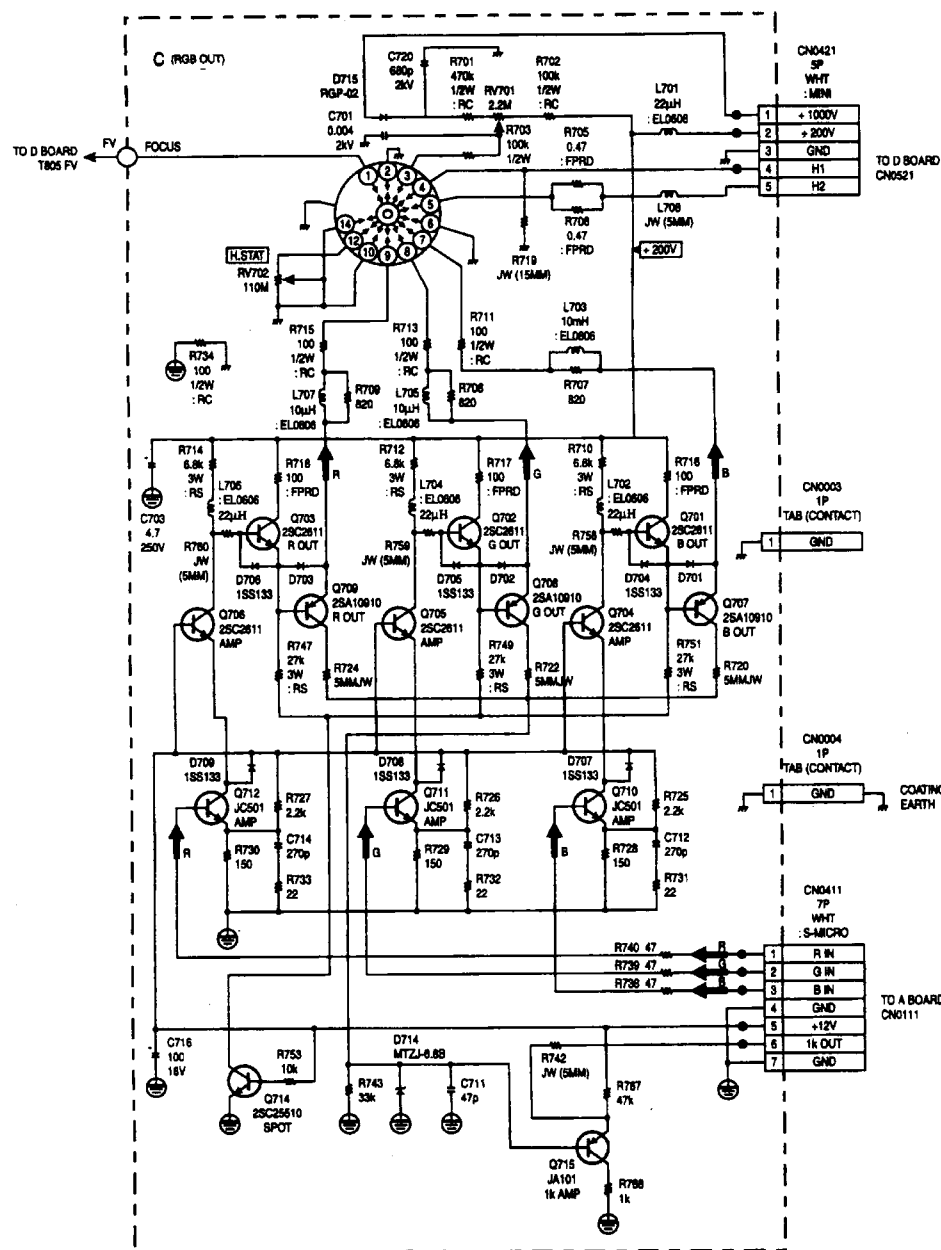 C (RGB OUT)
D715
RGP-02
C720
680p
2kV
R701
470k
1/2W
: RC
RV701
2.2M
R702
100k
1/2W
: RC
L701
22µH
: EL0606
CN0421
5P
WHT
: MINI
1 + 1000V
2 + 200V
3 GND
4 H1
5 H2
TO D BOARD
CN0521
C701
0.004
2kV
R703
100k
1/2W
R705
0.47
: FPRD
TO D BOARD
T805 FV
FV
FOCUS
1 2 3 4 5 6 7 8 9 10 12 14
R706
0.47
: FPRD
L708
JW (5MM)
R719
JW (15MM)
+ 200V
H.STAT
RV702
110M
R734
100
1/2W
: RC
R715
100
1/2W
: RC
R713
100
1/2W
: RC
R711
100
1/2W
: RC
L703
10mH
: EL0606
R707
820
L707
10µH
: EL0606
R709
820
L705
10µH
: EL0606
R708
820
C703
4.7
250V
R714
6.8k
3W
: RS
L706
: EL0606
22µH
R718
100
: FPRD
R
Q703
2SC2611
R OUT
R760
JW
(5MM)
D706
1SS133
D703
R712
6.8k
3W
: RS
L704
: EL0606
22µH
R717
100
: FPRD
G
Q702
2SC2611
G OUT
R759
JW (5MM)
D705
1SS133
D702
R710
6.8k
3W
: RS
L702
: EL0606
22µH
R716
100
: FPRD
B
Q701
2SC2611
B OUT
R758
JW (5MM)
D704
1SS133
D701
CN0003
1P
TAB (CONTACT)
1 GND
Q706
2SC2611
AMP
Q709
2SA10910
R OUT
R747
27k
3W
: RS
R724
5MMJW
Q705
2SC2611
AMP
Q708
2SA10910
G OUT
R749
27k
3W
: RS
R722
5MMJW
Q704
2SC2611
AMP
Q707
2SA10910
B OUT
R751
27k
3W
: RS
R720
5MMJW
CN0004
1P
TAB (CONTACT)
1 GND
COATING
EARTH
D709
1SS133
Q712
JC501
AMP
R727
2.2k
C714
270p
R730
150
R733
22
R
D708
1SS133
Q711
JC501
AMP
R726
2.2k
C713
270p
R729
150
R732
22
G
D707
1SS133
Q710
JC501
AMP
R725
2.2k
C712
270p
R728
150
R731
22
B
CN0411
7P
WHT
: S-MICRO
R740 47 R
R739 47 G
R738 47 B
1 R IN
2 G IN
3 B IN
4 GND
5 +12V
6 1k OUT
7 GND
TO A BOARD
CN0111
C716
100
16V
R753
10k
Q714
2SC25510
SPOT
D714
MTZJ-6.8B
R743
33k
C711
47p
R742
JW (5MM)
R767
47k
Q715
JA101
1k AMP
R768
1k